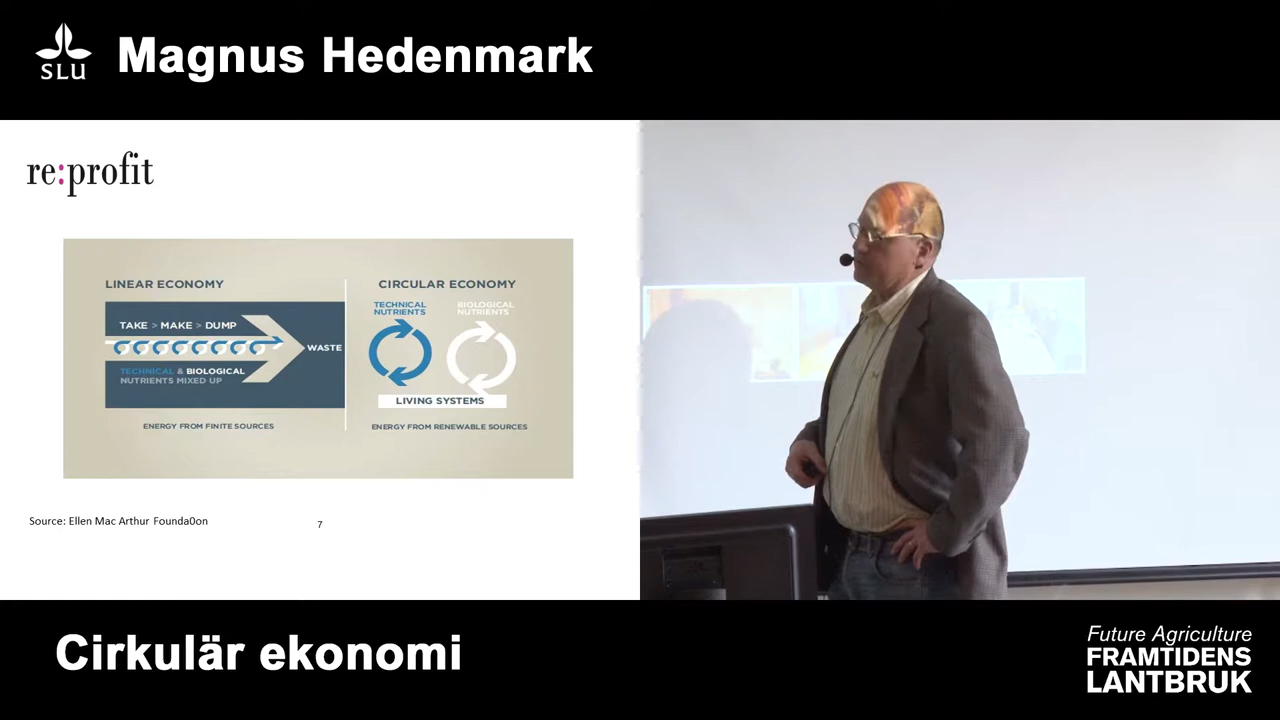 SLU
Magnus Hedenmark
re:profit
LINEAR ECONOMY
TAKE > MAKE > DUMP
WASTE
TECHNICAL & BIOLOGICAL
NUTRIENTS MIXED UP
ENERGY FROM FINITE SOURCES
CIRCULAR ECONOMY
TECHNICAL
NUTRIENTS
BIOLOGICAL
NUTRIENTS
LIVING SYSTEMS
ENERGY FROM RENEWABLE SOURCES
Source: Ellen Mac Arthur Founda0on
7
Cirkulär ekonomi
Future Agriculture
FRAMTIDENS
LANTBRUK